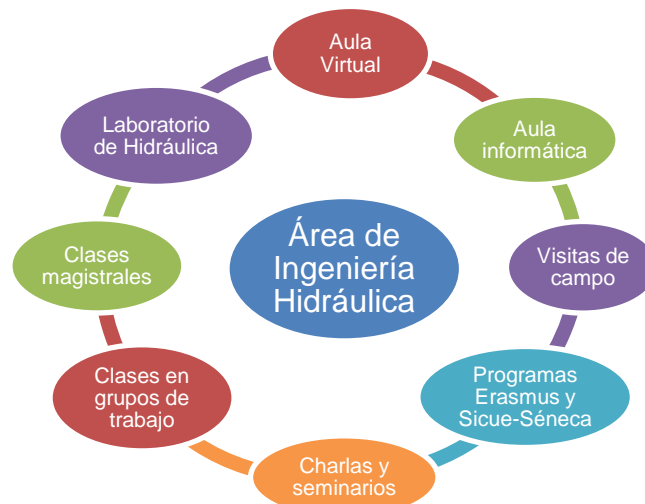 Aula
Virtual
Aula
informática
Visitas de
campo
Programas
Erasmus y
Sicue-Séneca
Charlas y
seminarios
Clases en
grupos de
trabajo
Clases
magistrales
Laboratorio
de Hidráulica
Área de
Ingeniería
Hidráulica